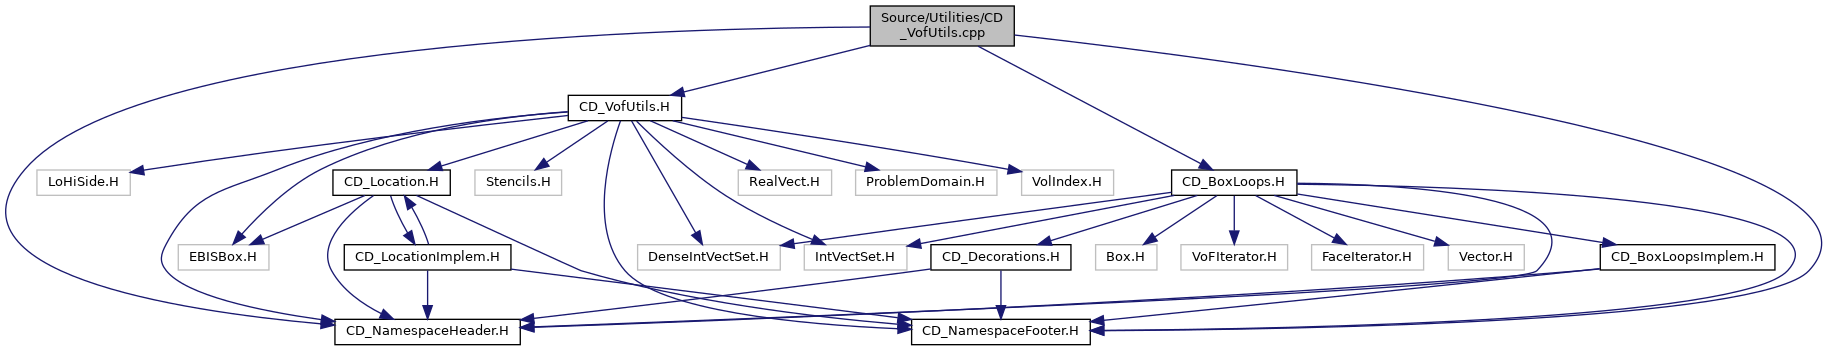 Source/Utilities/CD
_VofUtils.cpp
CD_VofUtils.H
LoHiSide.H
CD_Location.H
Stencils.H
RealVect.H
ProblemDomain.H
VolIndex.H
CD_BoxLoops.H
EBISBox.H
CD_LocationImplem.H
DenseIntVectSet.H
IntVectSet.H
CD_Decorations.H
Box.H
VoFIterator.H
FaceIterator.H
Vector.H
CD_BoxLoopsImplem.H
CD_NamespaceHeader.H
CD_NamespaceFooter.H